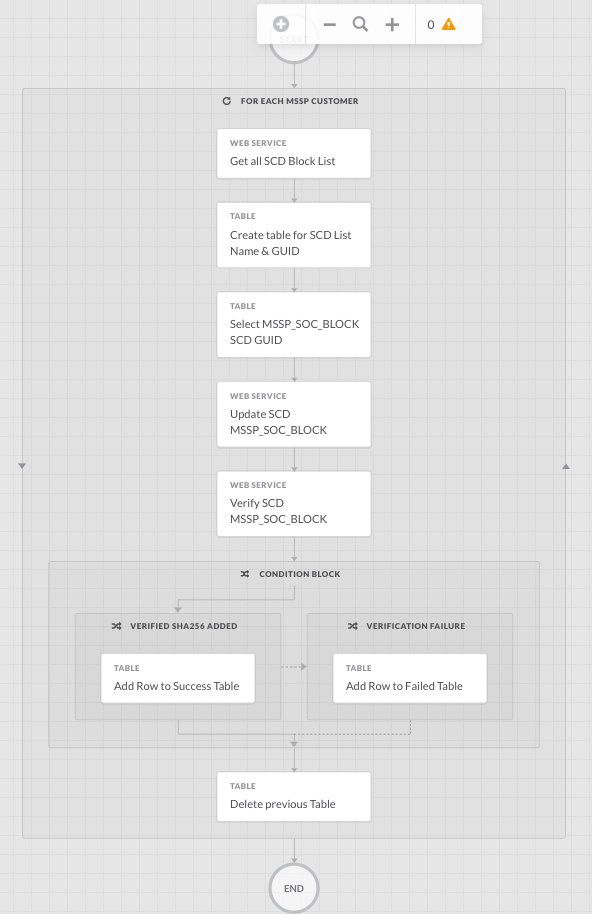 0
START
FOR EACH MSSP CUSTOMER
WEB SERVICE
Get all SCD Block List
TABLE
Create table for SCD List
Name & GUID
TABLE
Select MSSP_SOC_BLOCK
SCD GUID
WEB SERVICE
Update SCD
MSSP_SOC_BLOCK
WEB SERVICE
Verify SCD
MSSP_SOC_BLOCK
CONDITION BLOCK
VERIFIED SHA256 ADDED
TABLE
Add Row to Success Table
VERIFICATION FAILURE
TABLE
Add Row to Failed Table
TABLE
Delete previous Table
END